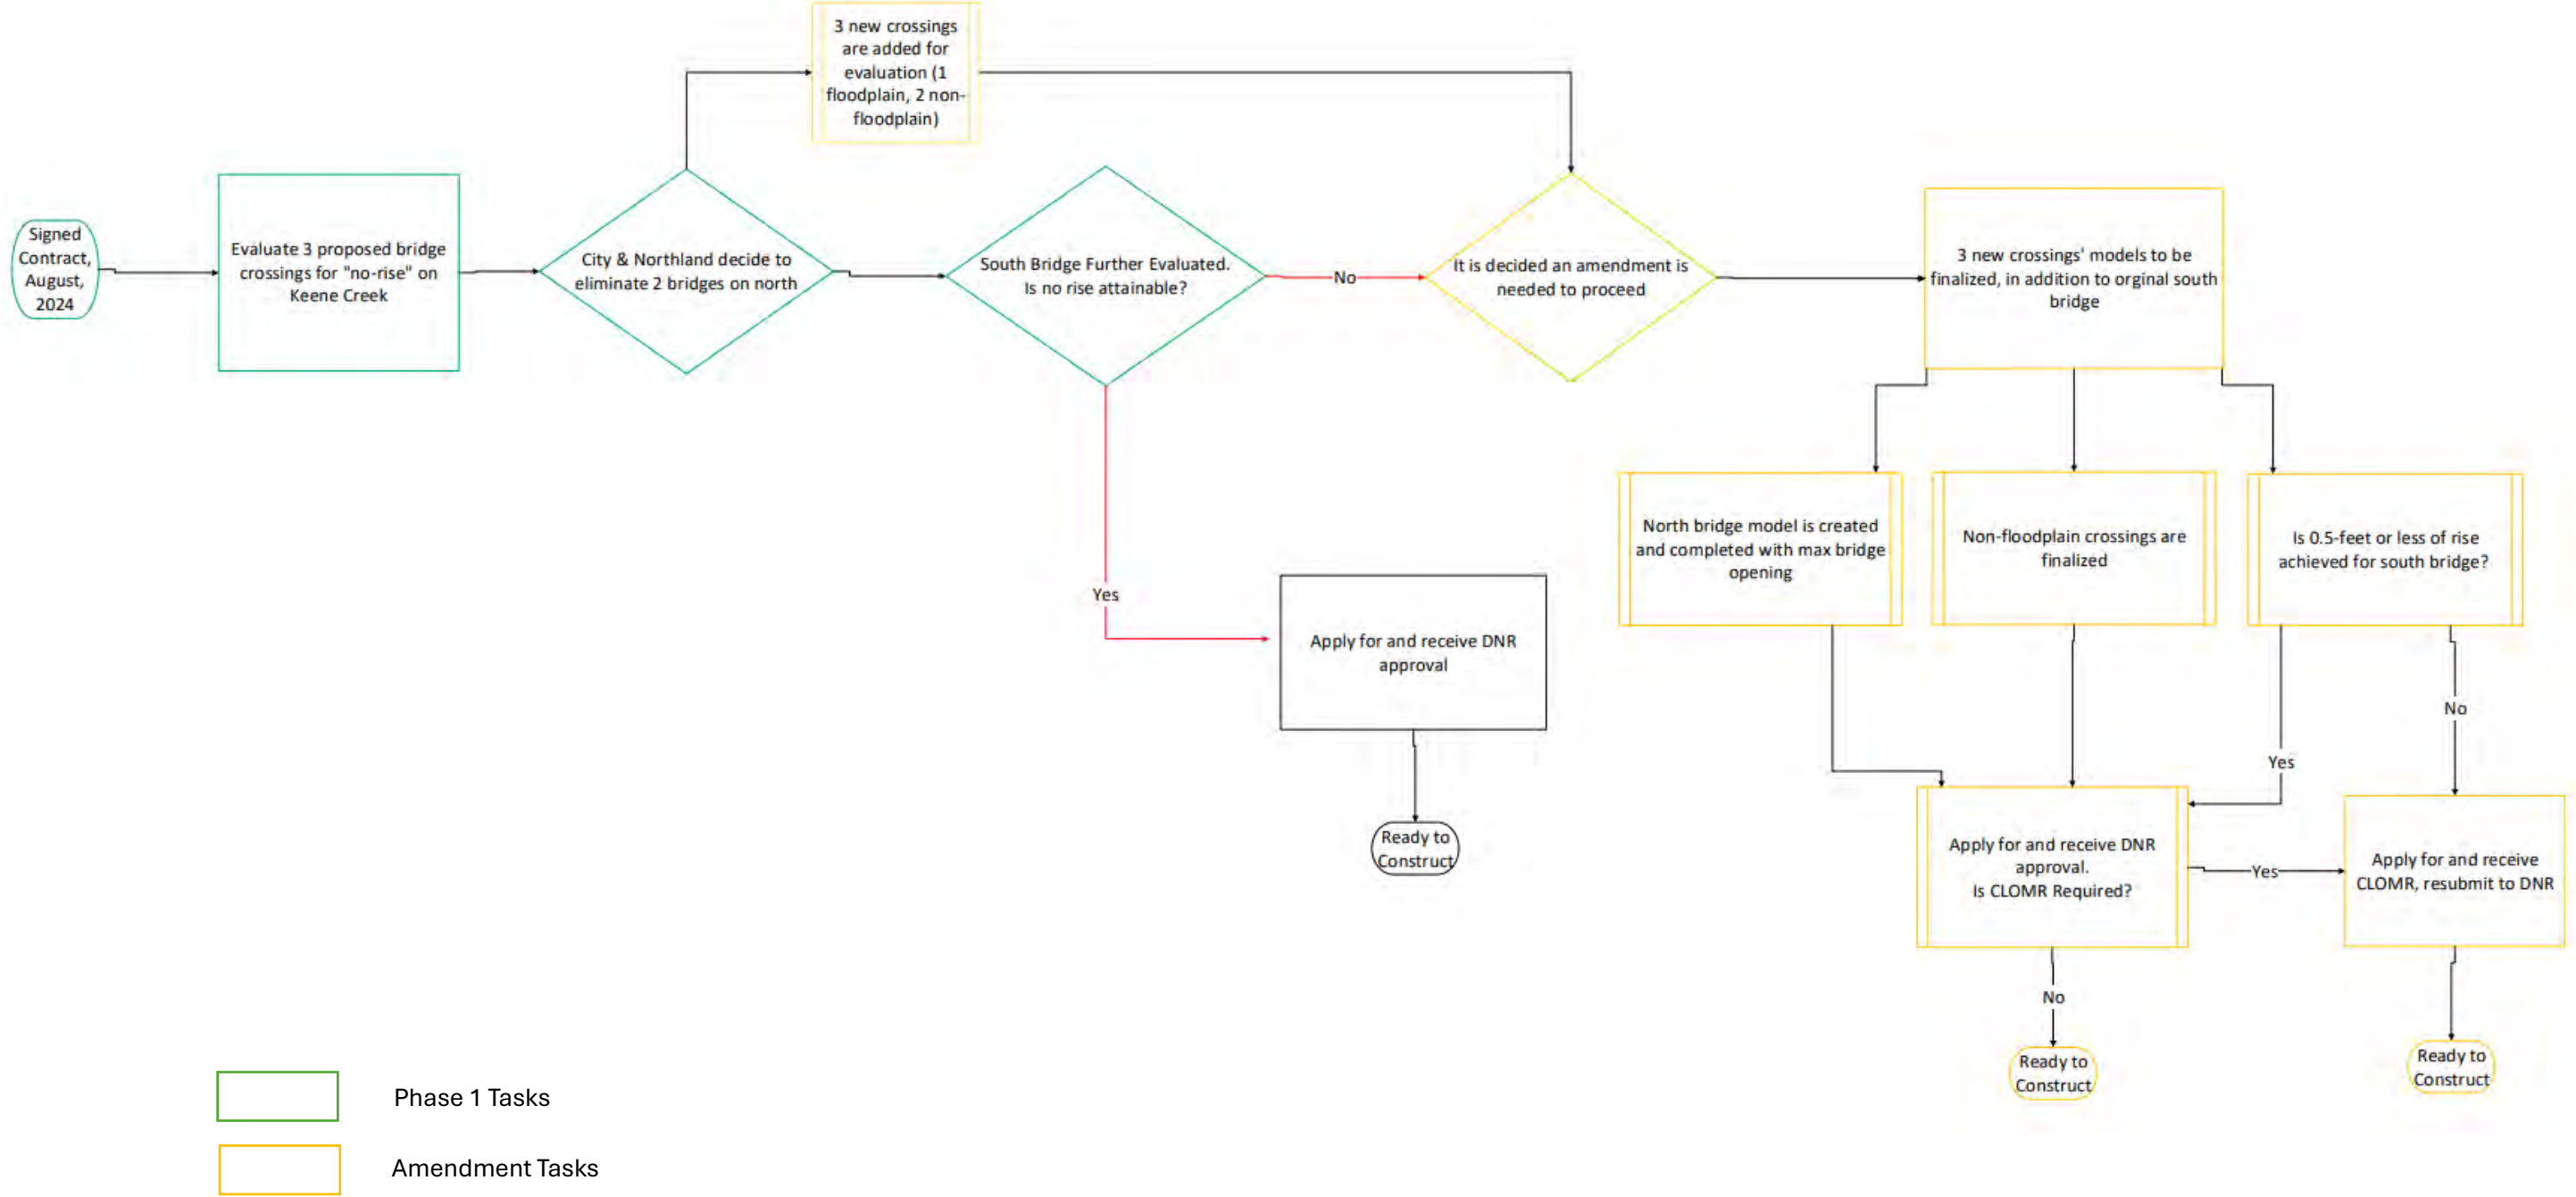 3 new crossings
are added for
evaluation (1
floodplain, 2 non-
floodplain)
Signed
Contract,
August,
2024
Evaluate 3 proposed bridge
crossings for "no-rise" on
Keene Creek
City & Northland decide to
eliminate 2 bridges on north
South Bridge Further Evaluated.
Is no rise attainable?
No
It is decided an amendment is
needed to proceed
3 new crossings' models to be
finalized, in addition to orginal south
bridge
Yes
Apply for and receive DNR
approval
Ready to
Construct
North bridge model is created
and completed with max bridge
opening
Non-floodplain crossings are
finalized
Is 0.5-feet or less of rise
achieved for south bridge?
No
Yes
Apply for and receive DNR
approval.
Is CLOMR Required?
Yes
Apply for and receive
CLOMR, resubmit to DNR
No
Ready to
Construct
Ready to
Construct
Phase 1 Tasks
Amendment Tasks